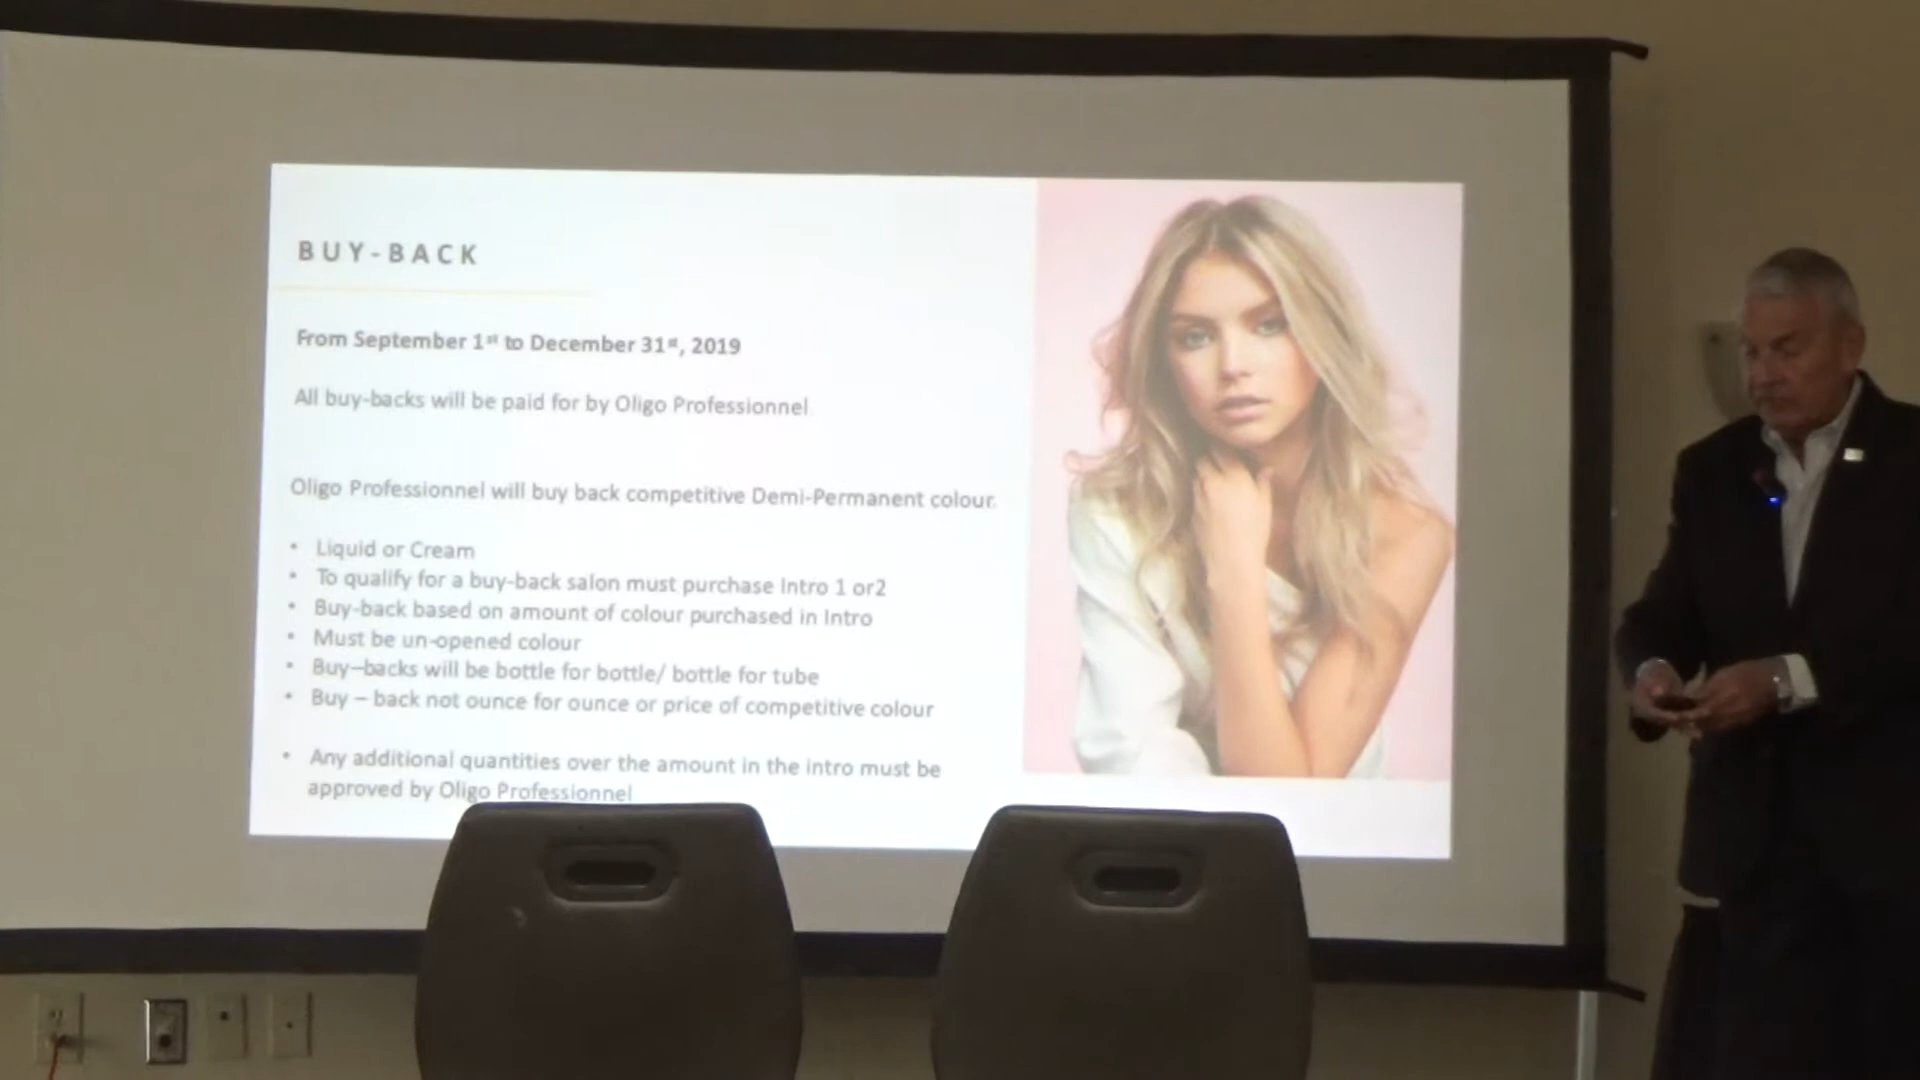 BUY-BACK
From September 1st to December 31st, 2019
All buy-backs will be paid for by Oligo Professionnel
Oligo Professionnel will buy back competitive Demi-Permanent colour.
• Liquid or Cream
• To qualify for a buy-back salon must purchase Intro 1 or2
• Buy-back based on amount of colour purchased in Intro
• Must be un-opened colour
• Buy–backs will be bottle for bottle/ bottle for tube
• Buy – back not ounce for ounce or price of competitive colour
• Any additional quantities over the amount in the intro must be
approved by Oligo Professionnel